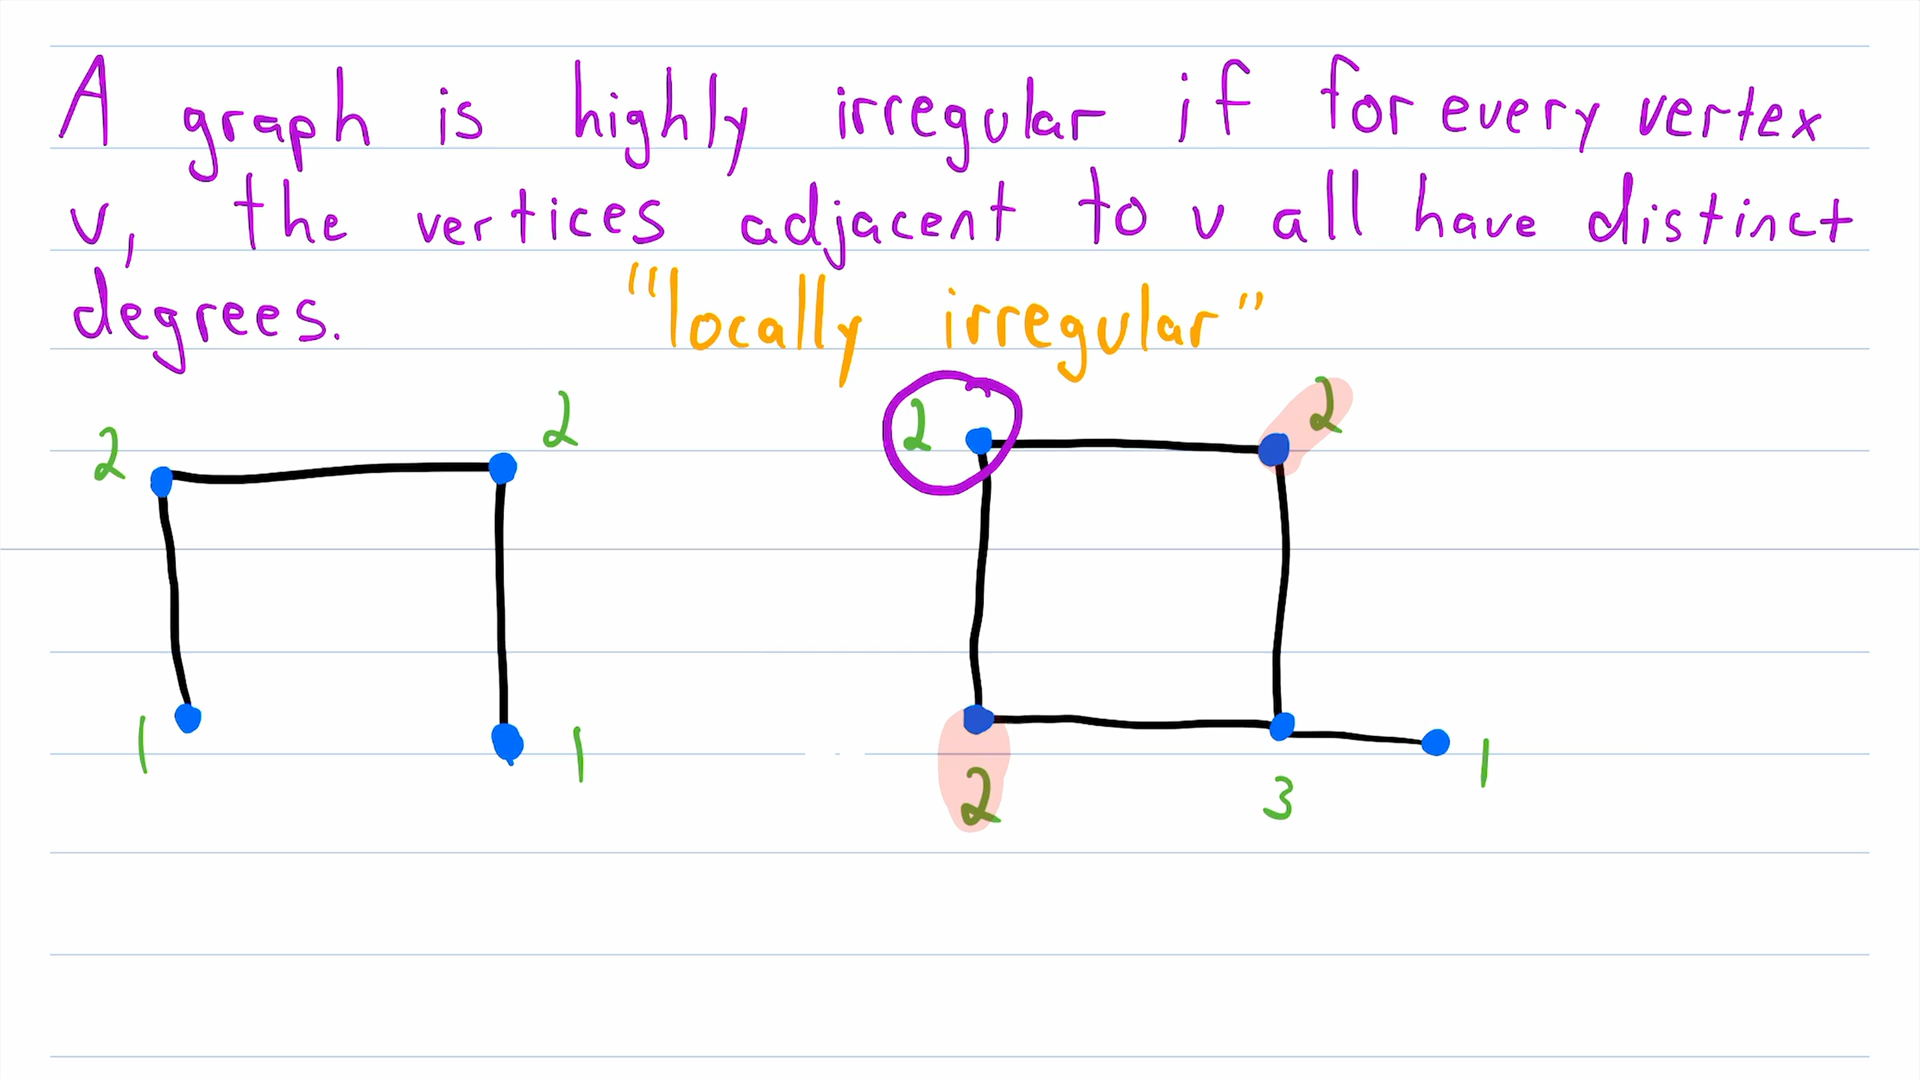 A graph is highly irregular if for every vertex
v, the vertices adjacent to v all have distinct
degrees. "locally irregular"
2 2 2 2
1 1 2 3 1